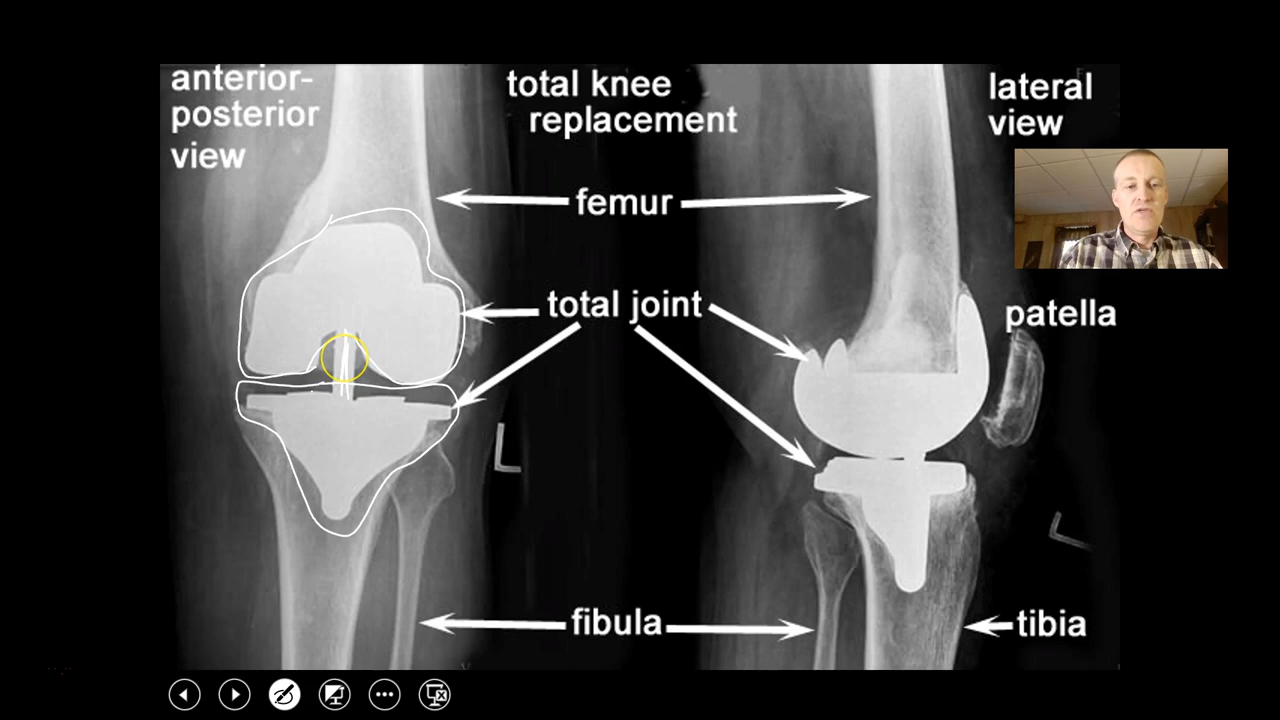 anterior-
posterior
view
total knee
replacement
lateral
view
femur
total joint
patella
L
L
fibula
tibia